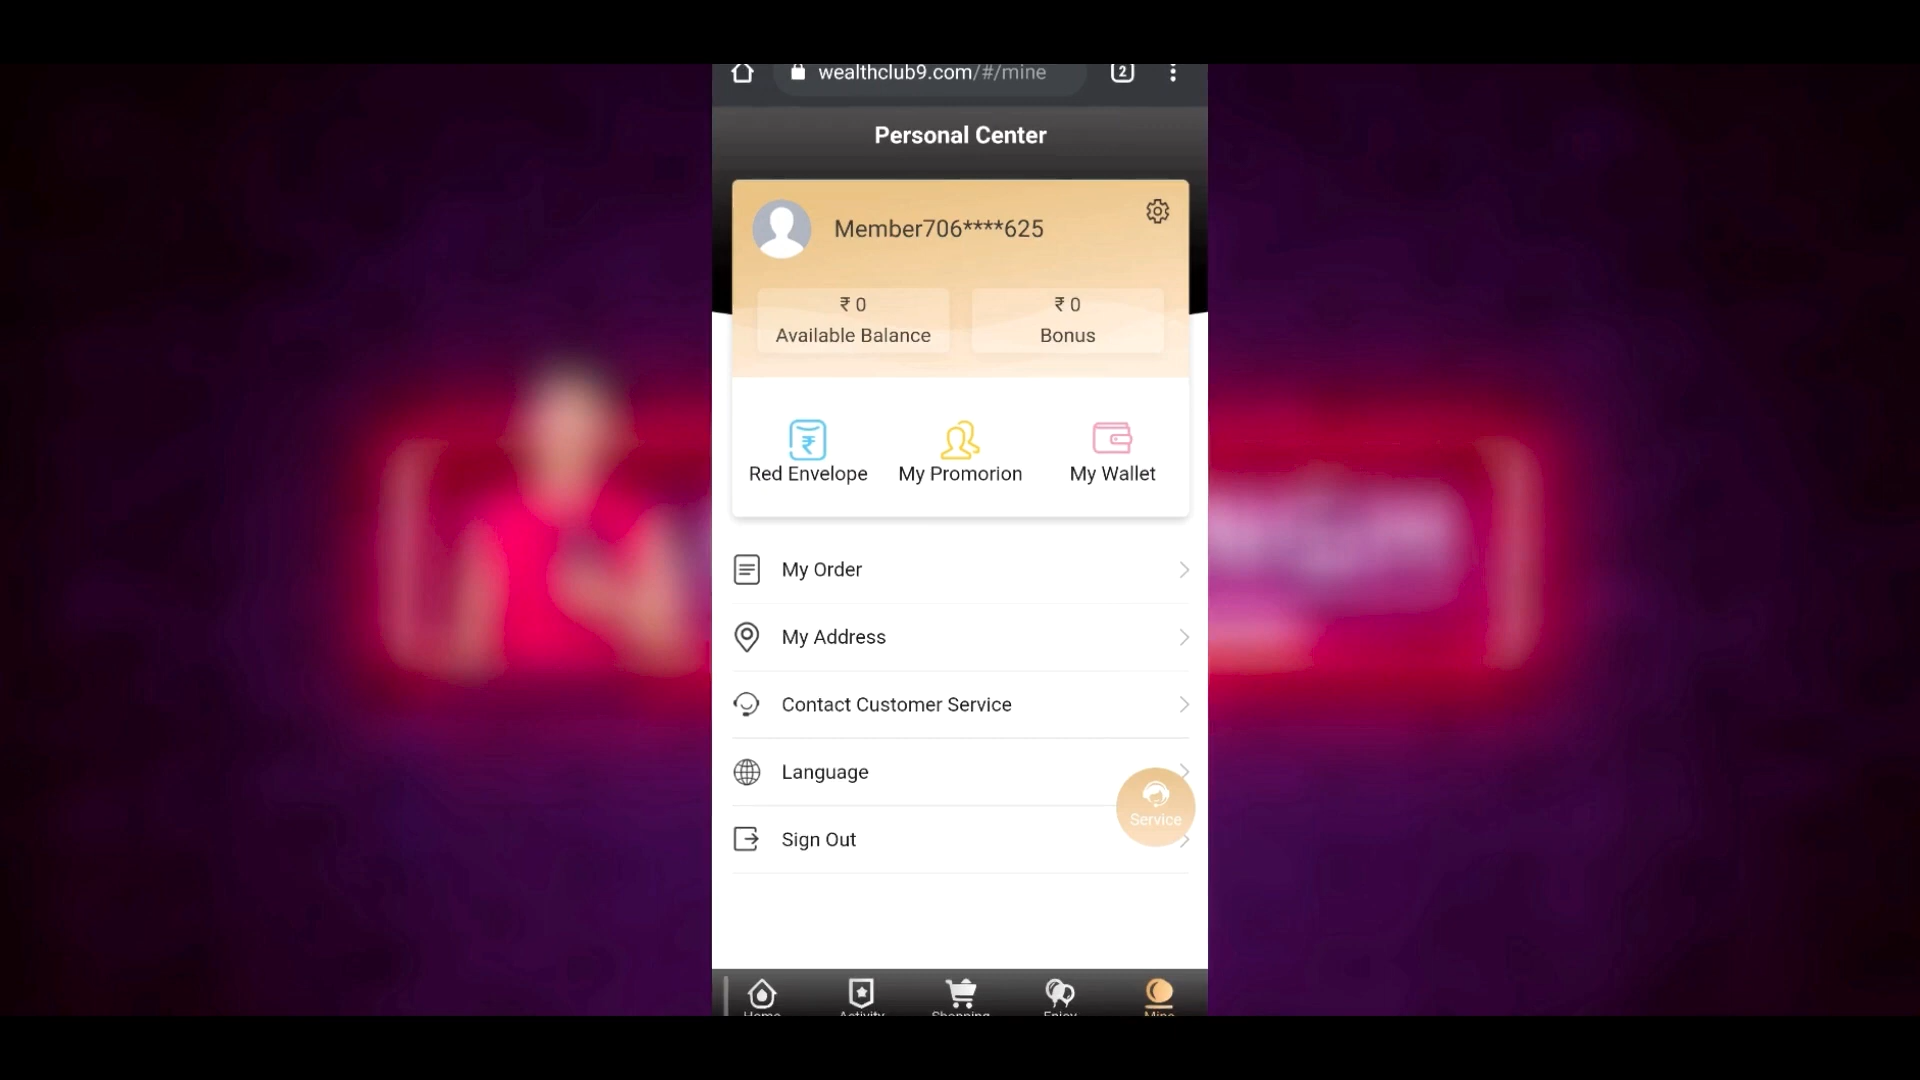 wealthclub9.com/#/mine
2
Personal Center
Member706****625
₹ 0
Available Balance
₹ 0
Bonus
Red Envelope
My Promorion
My Wallet
My Order
My Address
Contact Customer Service
Language
Service
Sign Out
Home
Activity
Shopping
Enjoy
Mine